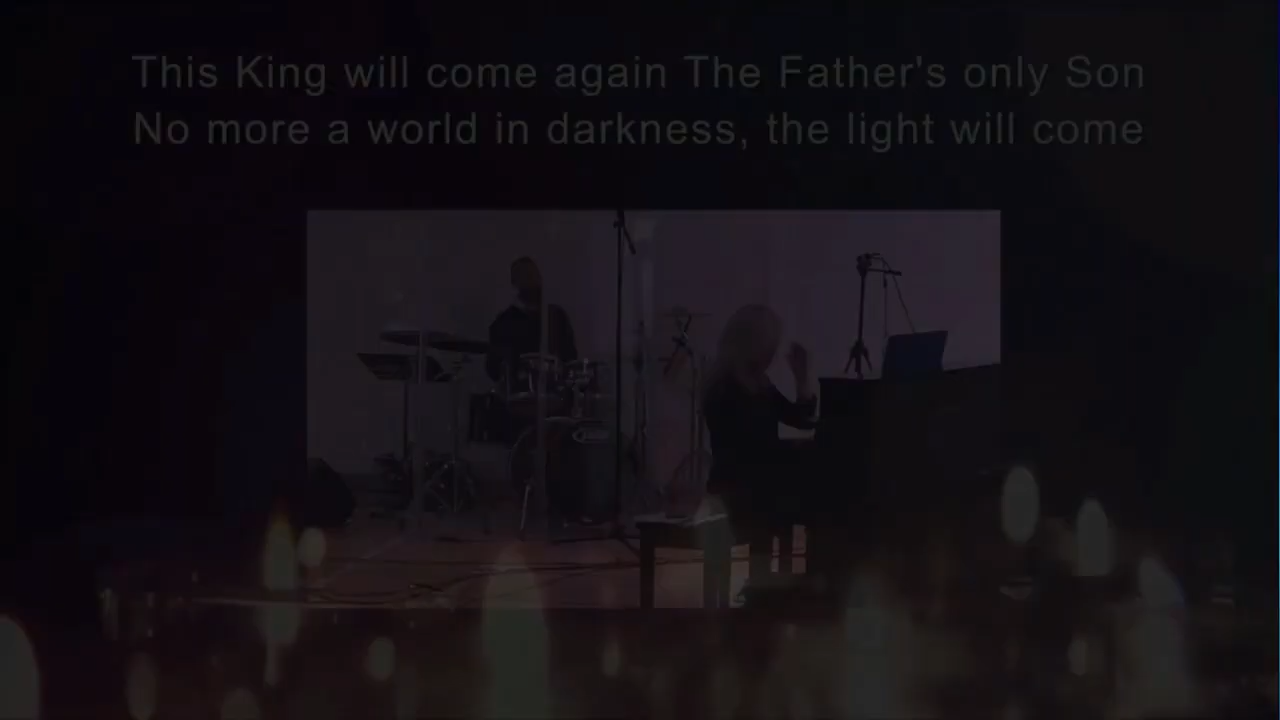 This King will come again The Father's only Son
No more a world in darkness, the light will come